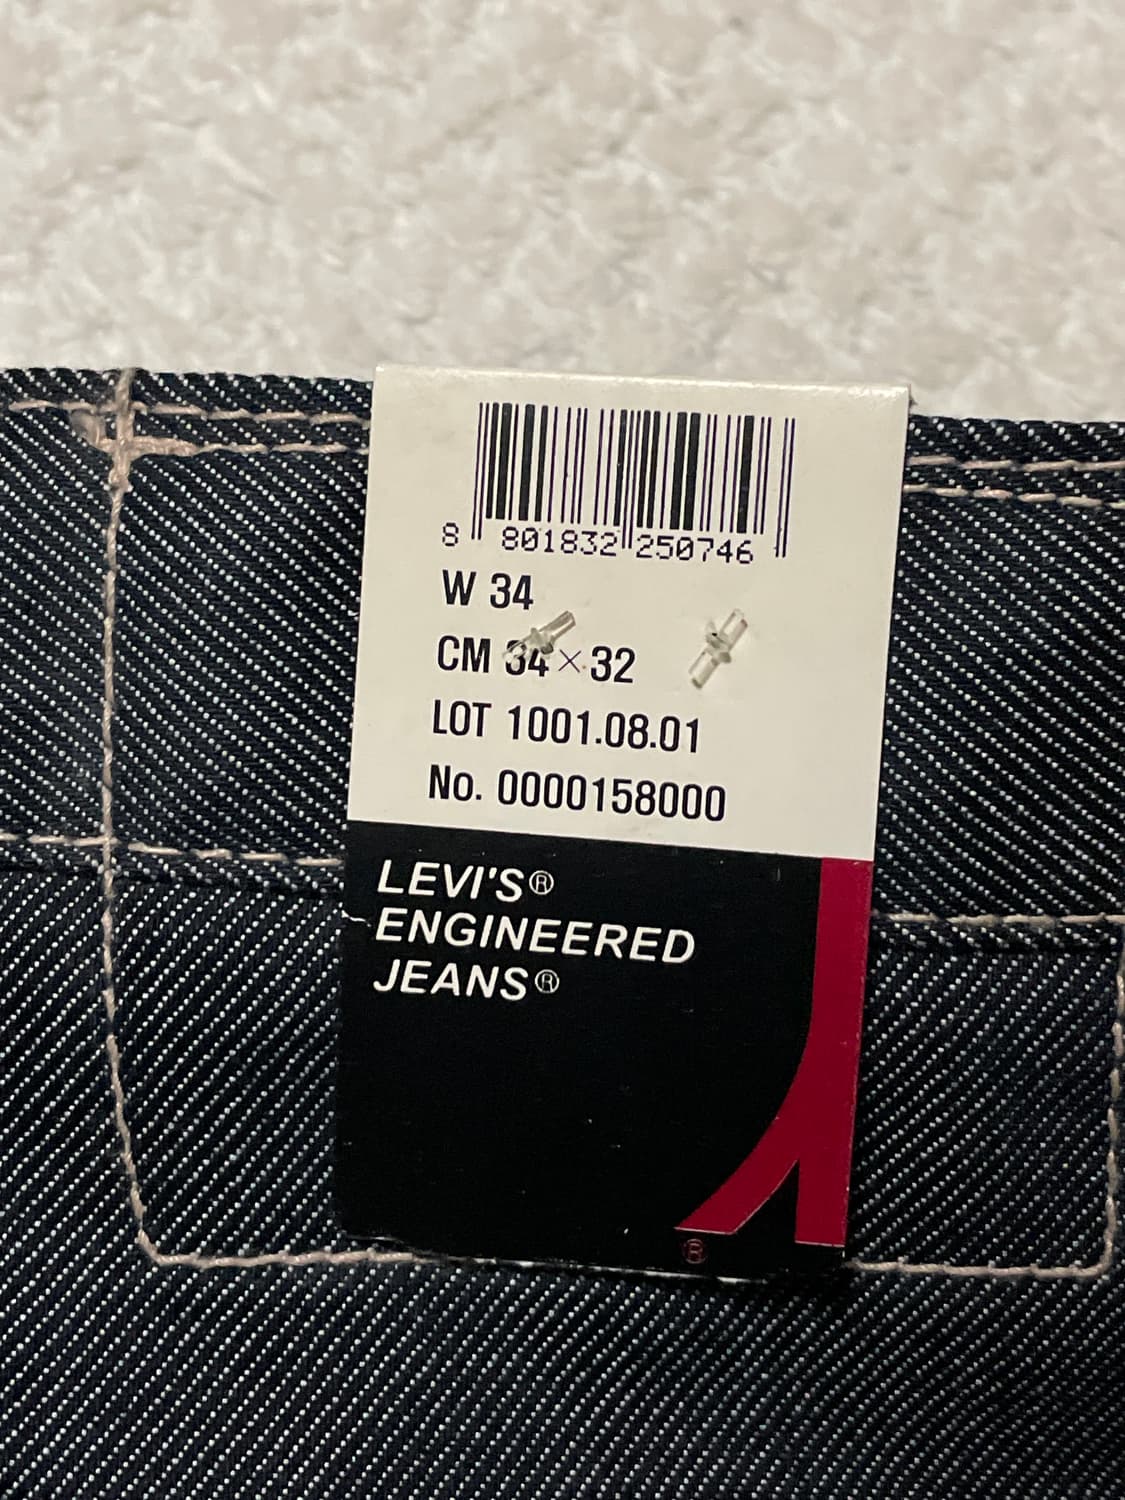 8 801832 250746
W 34
CM 34×32
LOT 1001.08.01
No. 0000158000
LEVI'S®
ENGINEERED
JEANS®
®